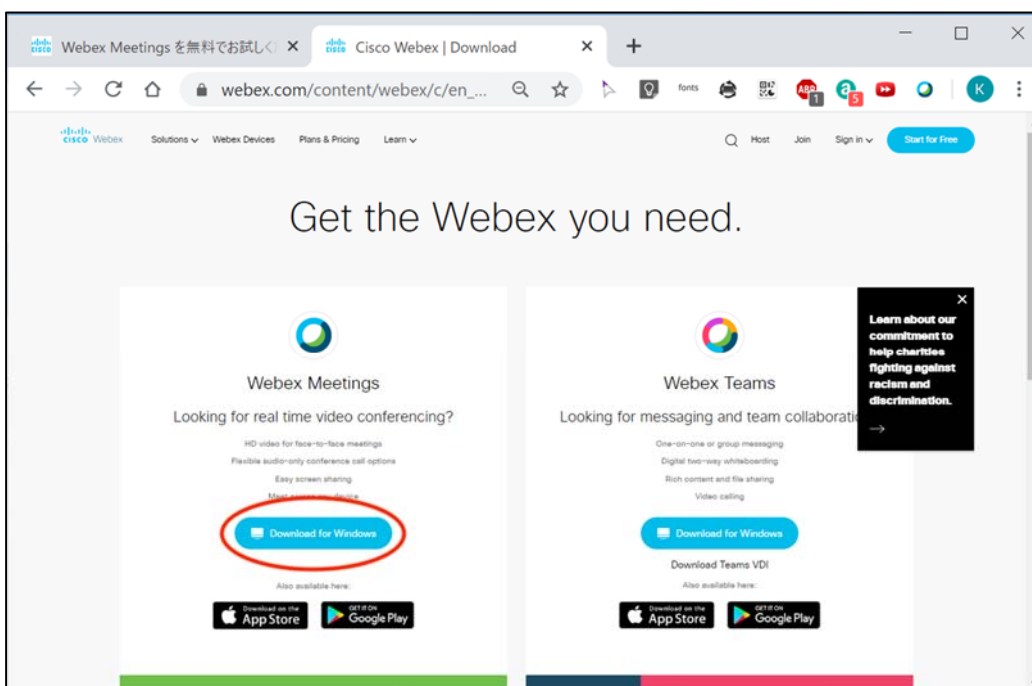 Webex Meetings を無料でお試しく
Cisco Webex | Download
webex.com/content/webex/c/en_...
fonts
ABP
1
a
5
K
CISCO Webex
Solutions
Webex Devices
Plans & Pricing
Learn
Host
Join
Sign in
Start for Free
Get the Webex you need.
Webex Meetings
Looking for real time video conferencing?
HD video for face-to-face meetings
Flexible audio-only conference call options
Easy screen sharing
Download for Windows
Also available here:
Download on the
App Store
GET IT ON
Google Play
Webex Teams
Looking for messaging and team collaborati
One-on-one or group messaging
Digital two-way whiteboarding
Rich content and file sharing
Video calling
Download for Windows
Download Teams VDI
Also available here:
Download on the
App Store
GET IT ON
Google Play
Learn about our
commitment to
help charities
fighting against
racism and
discrimination.